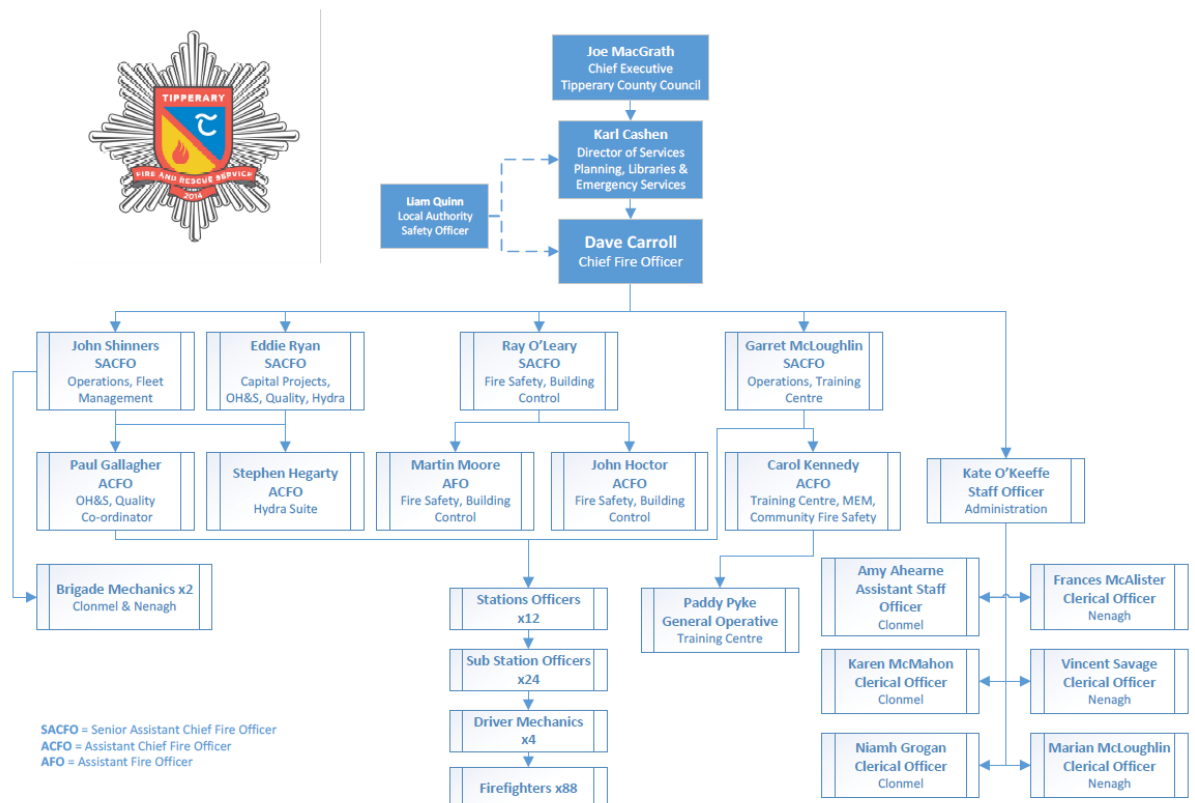 TIPPERARY
FIRE AND RESCUE SERVICE
2014
Joe MacGrath
Chief Executive
Tipperary County Council
Karl Cashen
Director of Services
Planning, Libraries &
Emergency Services
Liam Quinn
Local Authority
Safety Officer
Dave Carroll
Chief Fire Officer
John Shinners
SACFO
Operations, Fleet
Management
Eddie Ryan
SACFO
Capital Projects,
OH&S, Quality, Hydra
Ray O'Leary
SACFO
Fire Safety, Building
Control
Garret McLoughlin
SACFO
Operations, Training
Centre
Paul Gallagher
ACFO
OH&S, Quality
Co-ordinator
Stephen Hegarty
ACFO
Hydra Suite
Martin Moore
AFO
Fire Safety, Building
Control
John Hoctor
ACFO
Fire Safety, Building
Control
Carol Kennedy
ACFO
Training Centre, MEM,
Community Fire Safety
Kate O'Keeffe
Staff Officer
Administration
Brigade Mechanics x2
Clonmel & Nenagh
Stations Officers
x12
Sub Station Officers
x24
Driver Mechanics
x4
Firefighters x88
Paddy Pyke
General Operative
Training Centre
Amy Ahearne
Assistant Staff
Officer
Clonmel
Frances McAlister
Clerical Officer
Nenagh
Karen McMahon
Clerical Officer
Clonmel
Vincent Savage
Clerical Officer
Nenagh
Niamh Grogan
Clerical Officer
Clonmel
Marian McLoughlin
Clerical Officer
Nenagh
SACFO = Senior Assistant Chief Fire Officer
ACFO = Assistant Chief Fire Officer
AFO = Assistant Fire Officer